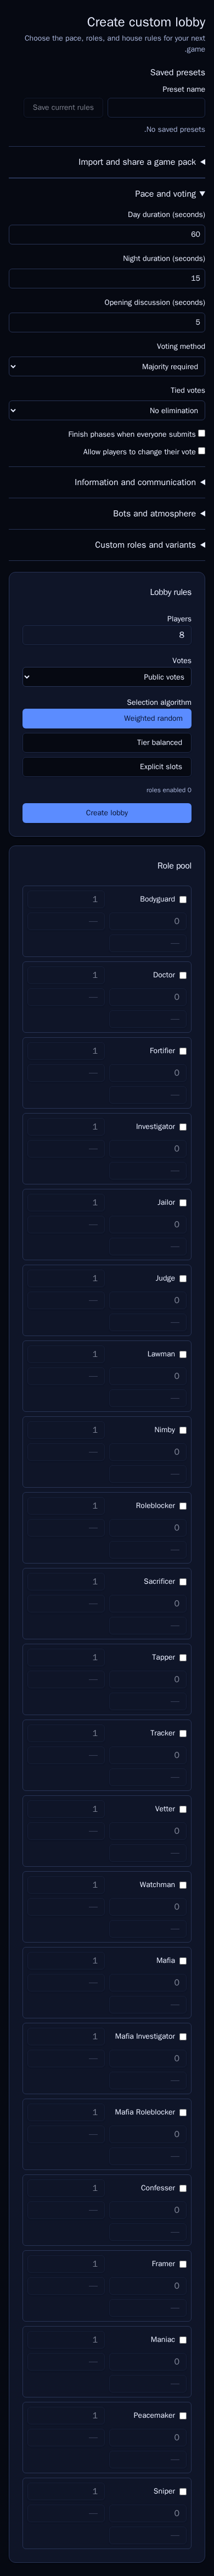 Create custom lobby
Choose the pace, roles, and house rules for your next
.game
Saved presets
Preset name
Save current rules
.No saved presets
Import and share a game pack
Pace and voting
Day duration (seconds)
60
Night duration (seconds)
15
Opening discussion (seconds)
5
Voting method
Majority required
Tied votes
No elimination
Finish phases when everyone submits
Allow players to change their vote
Information and communication
Bots and atmosphere
Custom roles and variants
Lobby rules
Players
8
Votes
Public votes
Selection algorithm
Weighted random
Tier balanced
Explicit slots
roles enabled 0
Create lobby
Role pool
Bodyguard
1
0
—
—
Doctor
1
0
—
—
Fortifier
1
0
—
—
Investigator
1
0
—
—
Jailor
1
0
—
—
Judge
1
0
—
—
Lawman
1
0
—
—
Nimby
1
0
—
—
Roleblocker
1
0
—
—
Sacrificer
1
0
—
—
Tapper
1
0
—
—
Tracker
1
0
—
—
Vetter
1
0
—
—
Watchman
1
0
—
—
Mafia
1
0
—
—
Mafia Investigator
1
0
—
—
Mafia Roleblocker
1
0
—
—
Confesser
1
0
—
—
Framer
1
0
—
—
Maniac
1
0
—
—
Peacemaker
1
0
—
—
Sniper
1
0
—
—